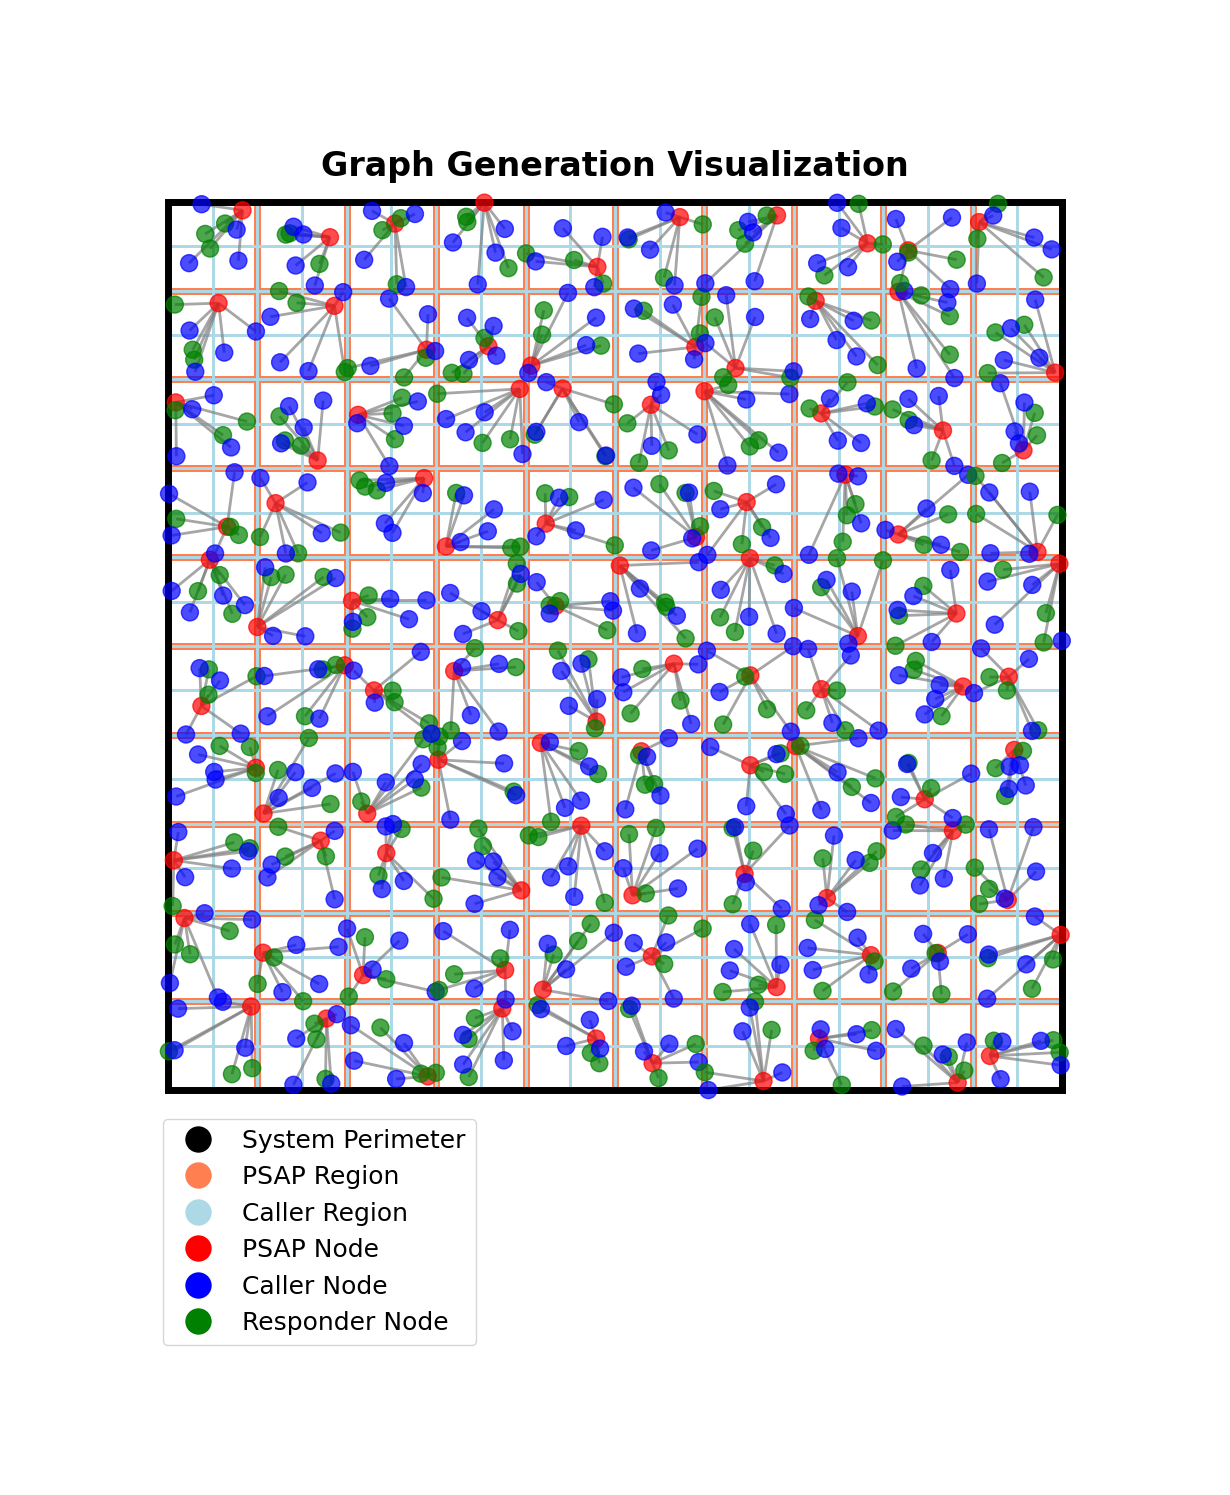 Graph Generation Visualization
System Perimeter
PSAP Region
Caller Region
PSAP Node
Caller Node
Responder Node